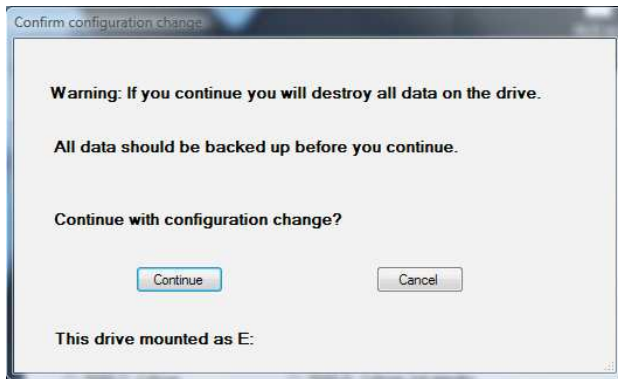 Confirm configuration change
Warning: If you continue you will destroy all data on the drive.
All data should be backed up before you continue.
Continue with configuration change?
Continue
Cancel
This drive mounted as E: